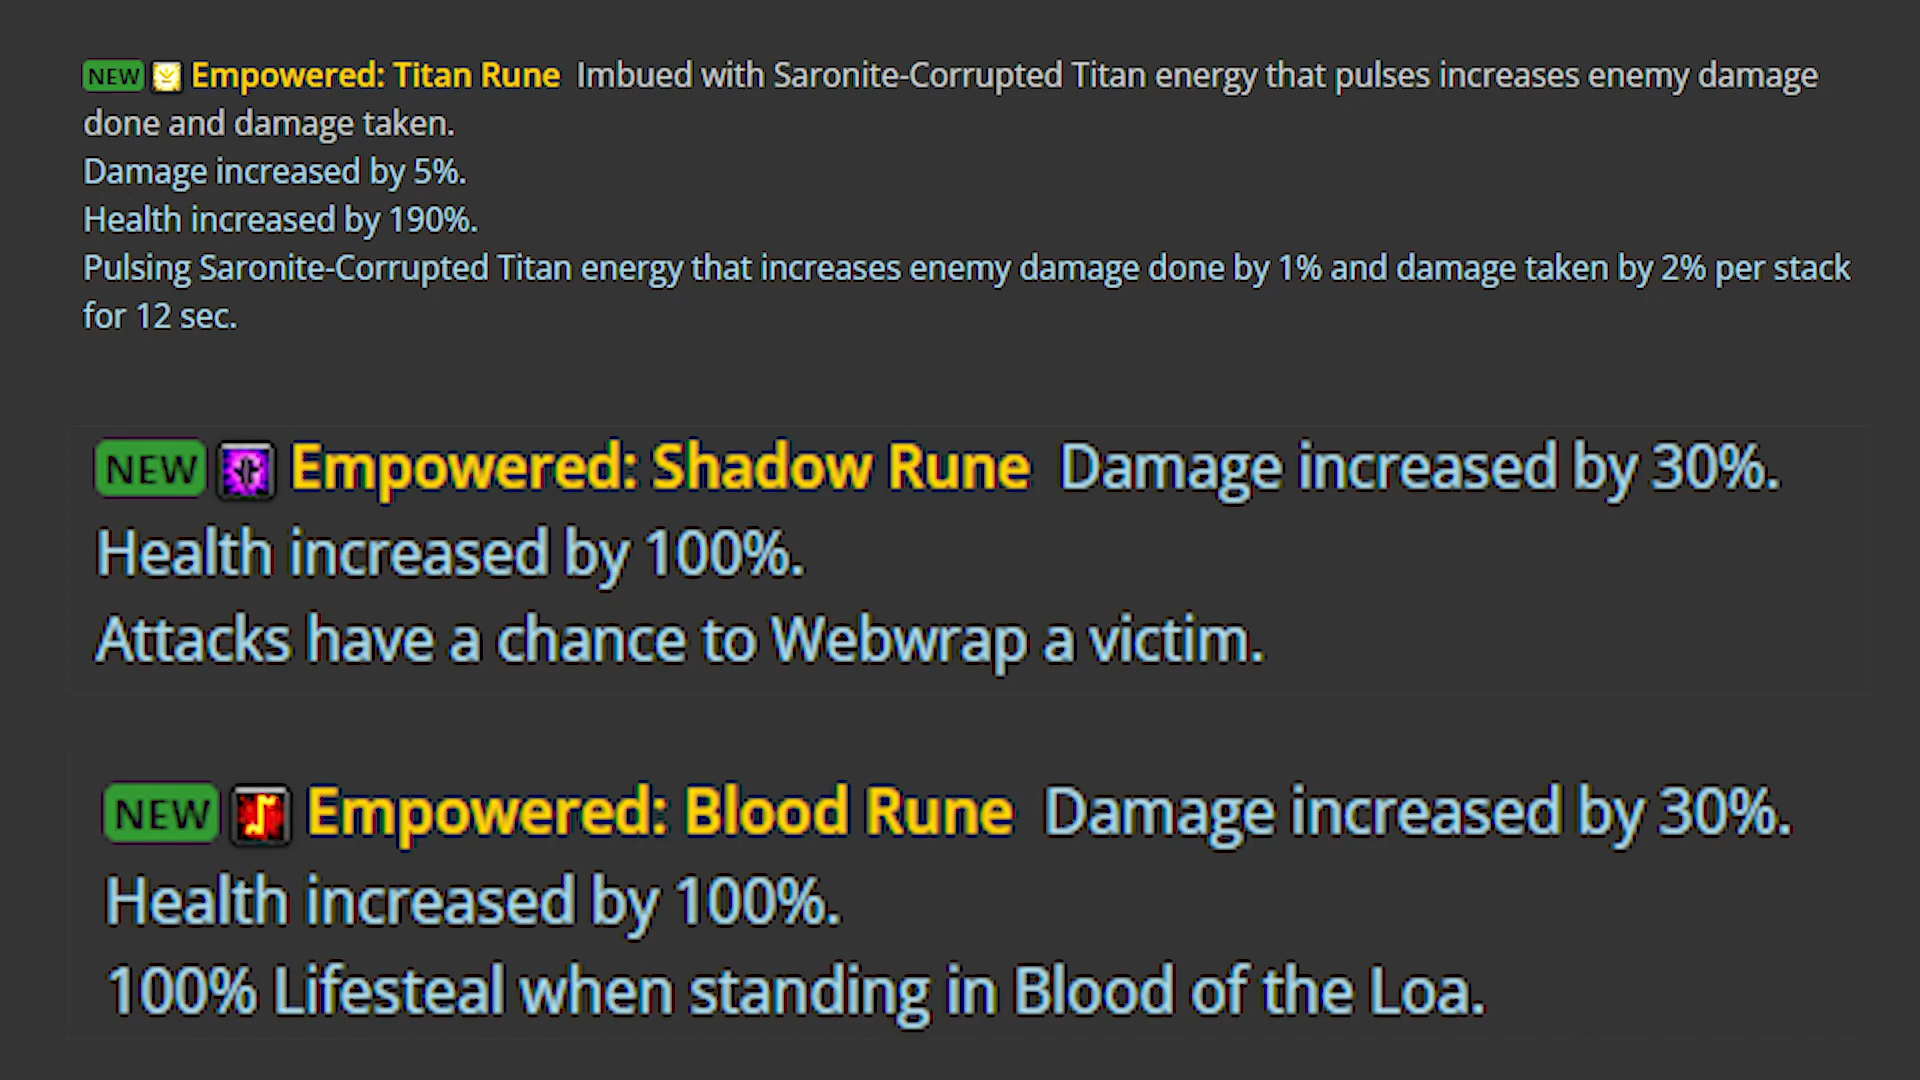 NEW Empowered: Titan Rune Imbued with Saronite-Corrupted Titan energy that pulses increases enemy damage
done and damage taken.
Damage increased by 5%.
Health increased by 190%.
Pulsing Saronite-Corrupted Titan energy that increases enemy damage done by 1% and damage taken by 2% per stack
for 12 sec.
NEW Empowered: Shadow Rune Damage increased by 30%.
Health increased by 100%.
Attacks have a chance to Webwrap a victim.
NEW Empowered: Blood Rune Damage increased by 30%.
Health increased by 100%.
100% Lifesteal when standing in Blood of the Loa.